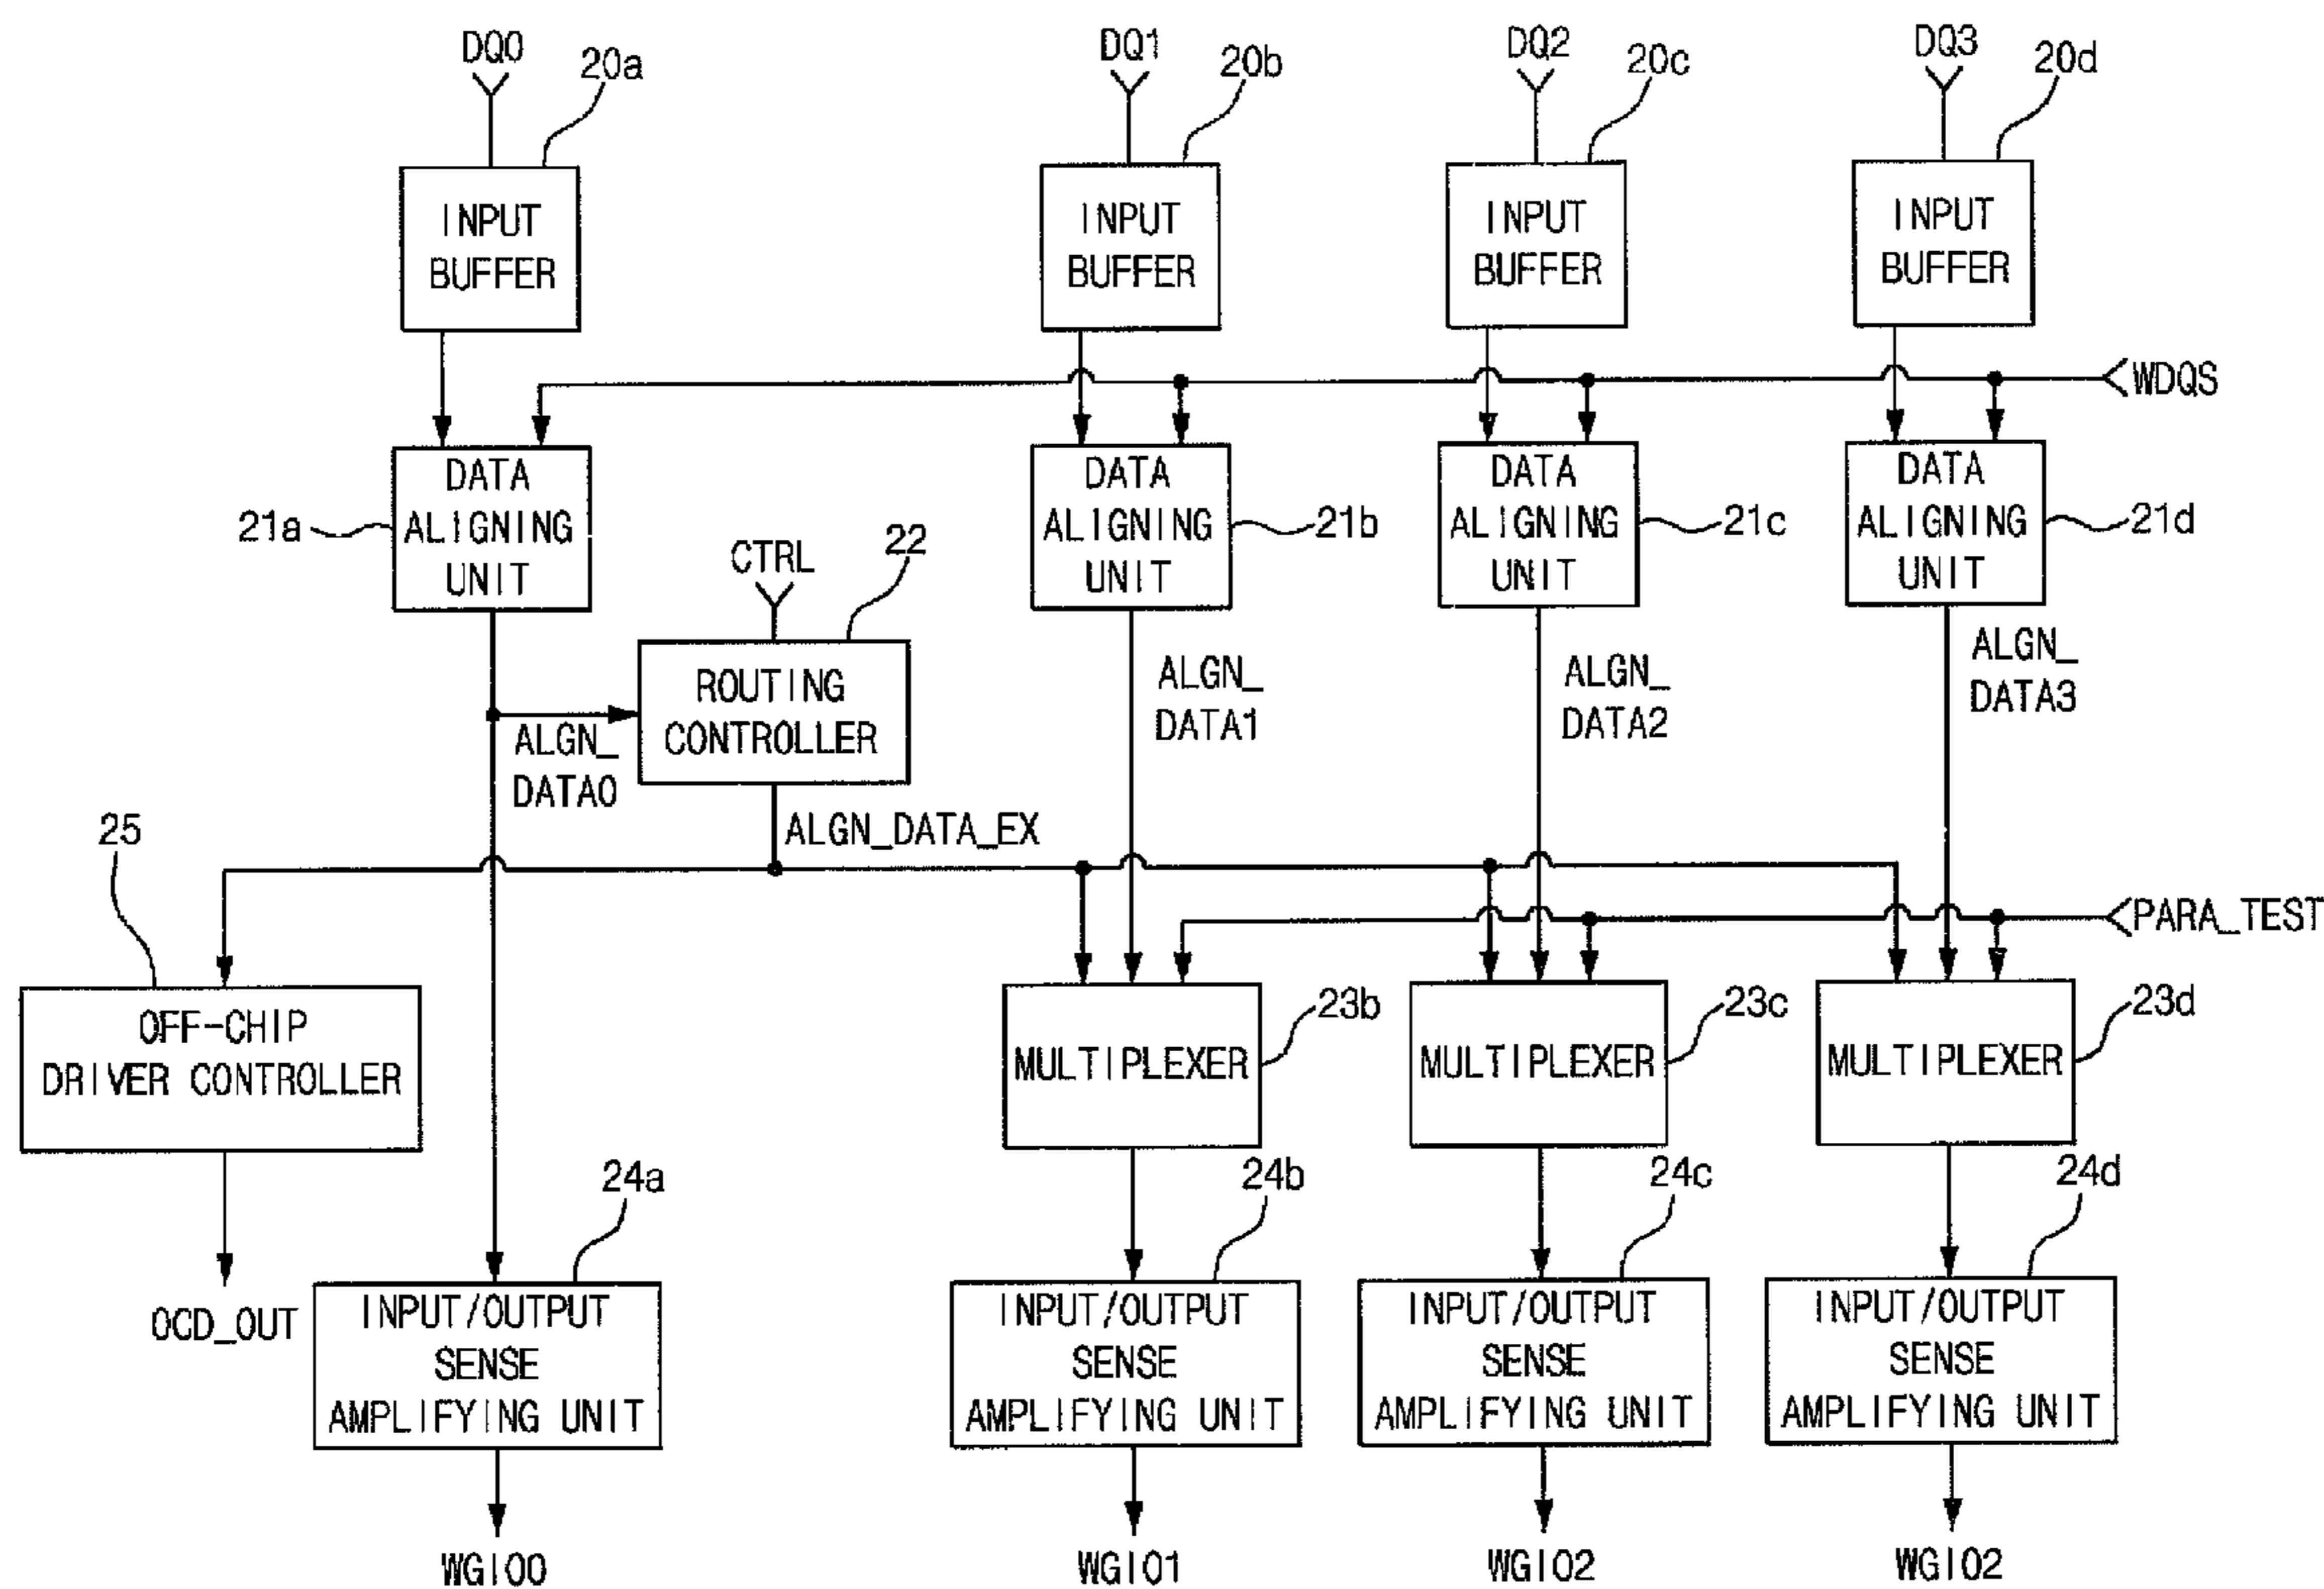 DQ0
20a
DQ1
20b
DQ2
20c
DQ3
20d
INPUT
BUFFER
INPUT
BUFFER
INPUT
BUFFER
INPUT
BUFFER
WDQS
DATA
ALIGNING
UNIT
21a
DATA
ALIGNING
UNIT
21b
DATA
ALIGNING
UNIT
21c
DATA
ALIGNING
UNIT
21d
CTRL
22
ROUTING
CONTROLLER
ALGN_
DATA0
ALGN_
DATA1
ALGN_
DATA2
ALGN_
DATA3
ALGN_DATA_EX
25
PARA_TEST
OFF-CHIP
DRIVER CONTROLLER
MULTIPLEXER
23b
MULTIPLEXER
23c
MULTIPLEXER
23d
24a
24b
24c
24d
OCD_OUT
INPUT/OUTPUT
SENSE
AMPLIFYING UNIT
INPUT/OUTPUT
SENSE
AMPLIFYING UNIT
INPUT/OUTPUT
SENSE
AMPLIFYING UNIT
INPUT/OUTPUT
SENSE
AMPLIFYING UNIT
WGIO0
WGIO1
WGIO2
WGIO2